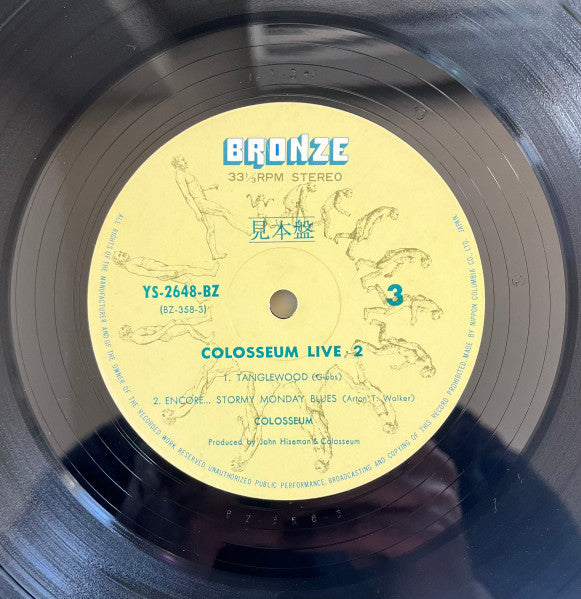 BRONZE
33⅓RPM STEREO
見本盤
YS-2648-BZ
(BZ-358-3)
3
COLOSSEUM LIVE, 2
1. TANGLEWOOD (Gibbs)
2. ENCORE... STORMY MONDAY BLUES (Arton T. Walker)
COLOSSEUM
Produced by John Hiseman & Colosseum
ALL RIGHTS OF THE MANUFACTURER AND OF THE OWNER OF THE RECORDED WORK RESERVED UNAUTHORIZED PUBLIC PERFORMANCE, BROADCASTING AND COPYING OF THIS RECORD PROHIBITED. MADE BY NIPPON COLUMBIA CO. LTD. JAPAN